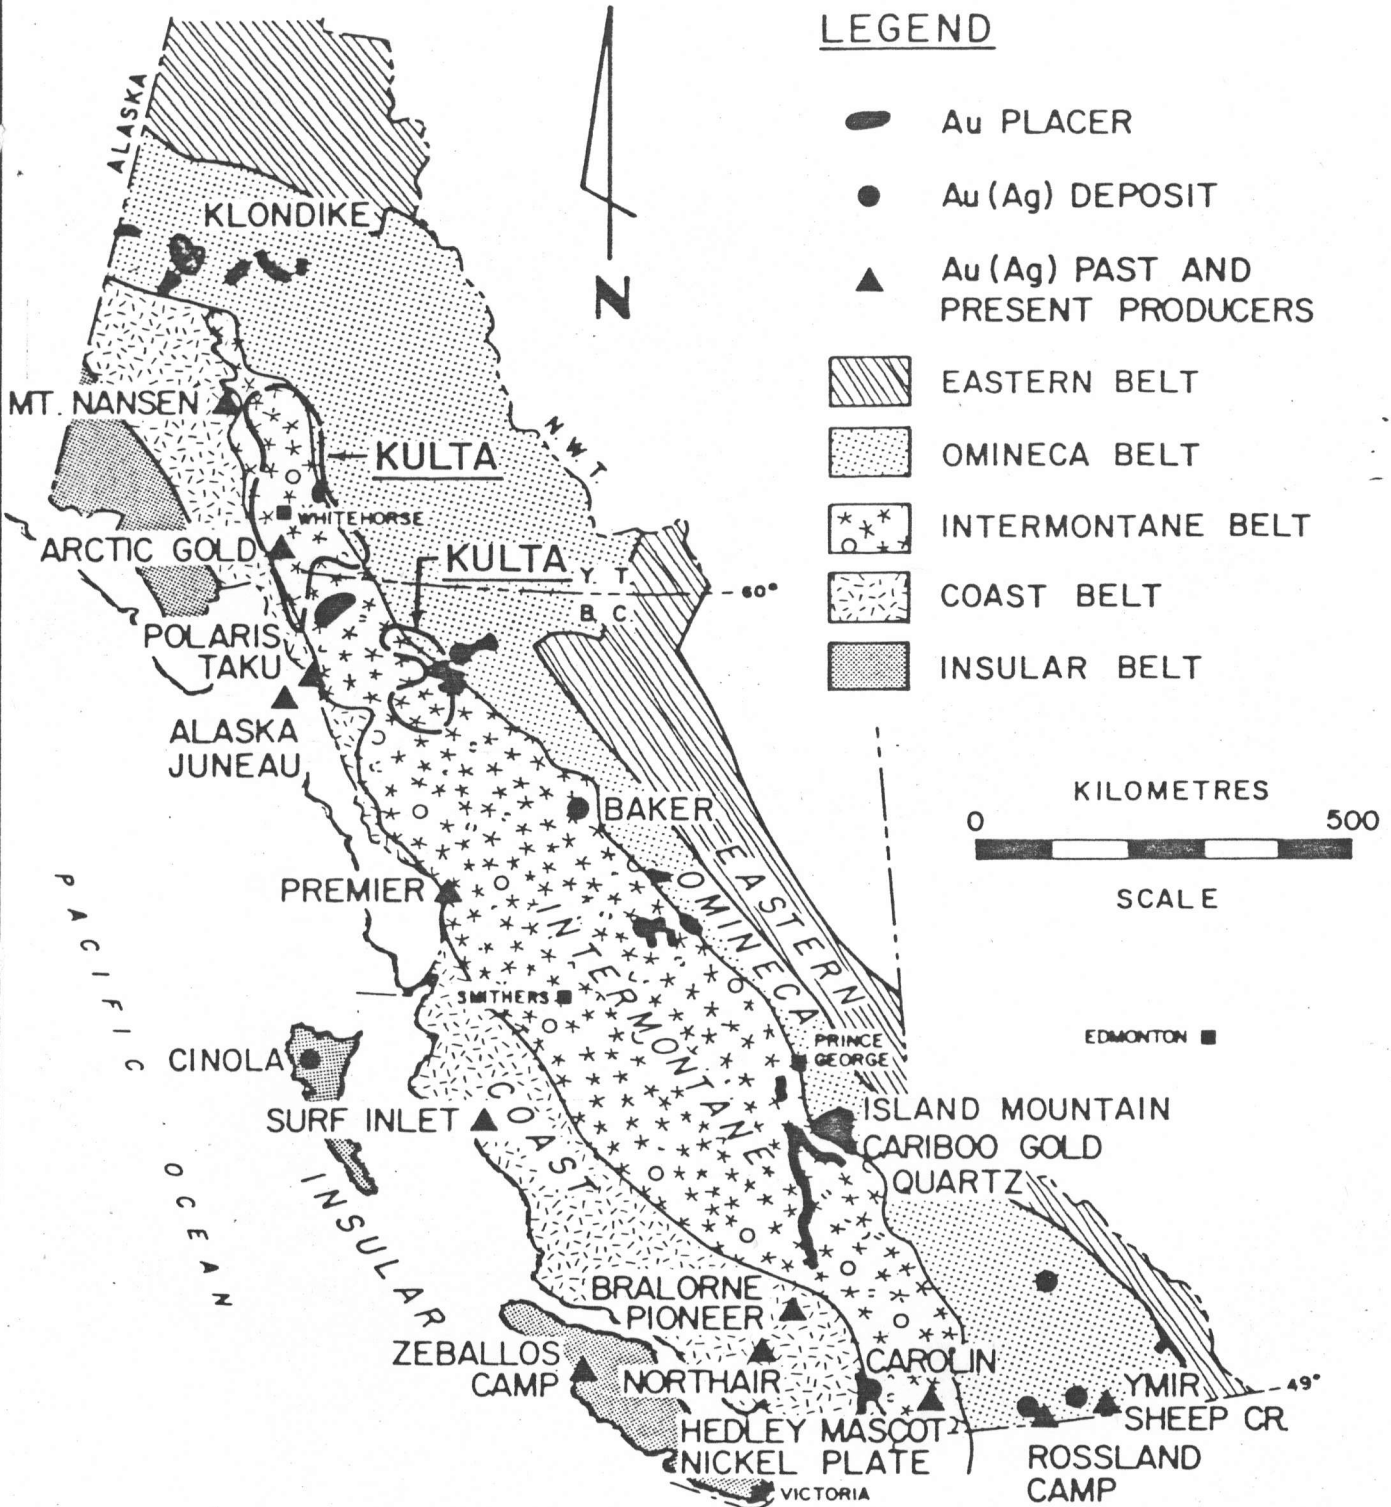 LEGEND
Au PLACER
Au (Ag) DEPOSIT
Au (Ag) PAST AND
PRESENT PRODUCERS
EASTERN BELT
OMINECA BELT
INTERMONTANE BELT
COAST BELT
INSULAR BELT
KILOMETRES
0 500
SCALE
N
ALASKA
KLONDIKE
MT. NANSEN
KULTA
N.W.T
WHITEHORSE
ARCTIC GOLD
KULTA
Y T
60°
B. C
POLARIS
TAKU
ALASKA
JUNEAU
BAKER
PREMIER
EASTERN
OMINECA
INTERMONTANE
PACIFIC
OCEAN
SMITHERS
PRINCE
GEORGE
EDMONTON
CINOLA
SURF INLET
COAST
INSULAR
ISLAND MOUNTAIN
CARIBOO GOLD
QUARTZ
BRALORNE
PIONEER
ZEBALLOS
CAMP
NORTHAIR
CAROLIN
49°
YMIR
SHEEP CR.
HEDLEY MASCOT
NICKEL PLATE
ROSSLAND
CAMP
VICTORIA